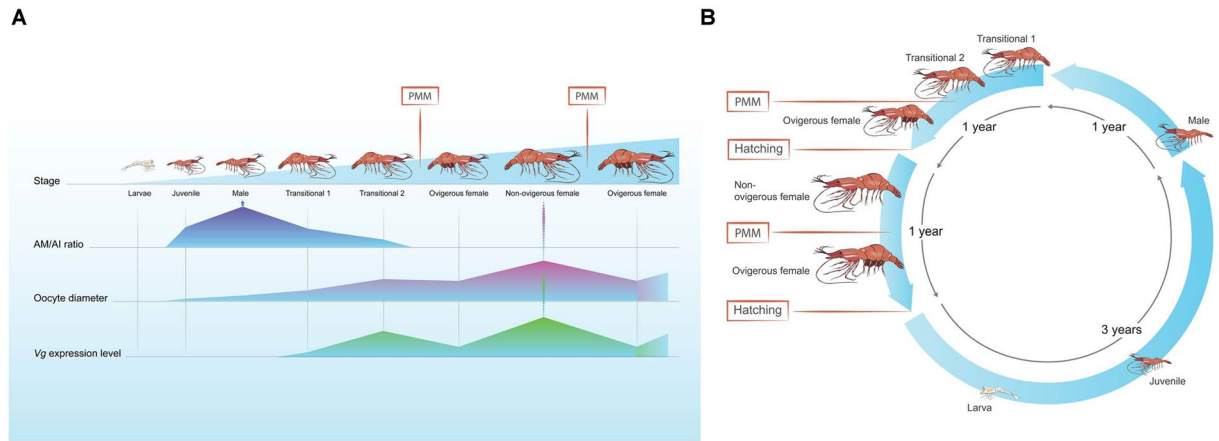 A
PMM
PMM
Stage
Larvae
Juvenile
Male
Transitional 1
Transitional 2
Ovigerous female
Non-ovigerous female
Ovigerous female
AM/AI ratio
Oocyte diameter
Vg expression level
B
Transitional 1
Transitional 2
PMM
Ovigerous female
Male
1 year
1 year
Hatching
Non-
ovigerous female
PMM
1 year
Ovigerous female
Hatching
3 years
Juvenile
Larva